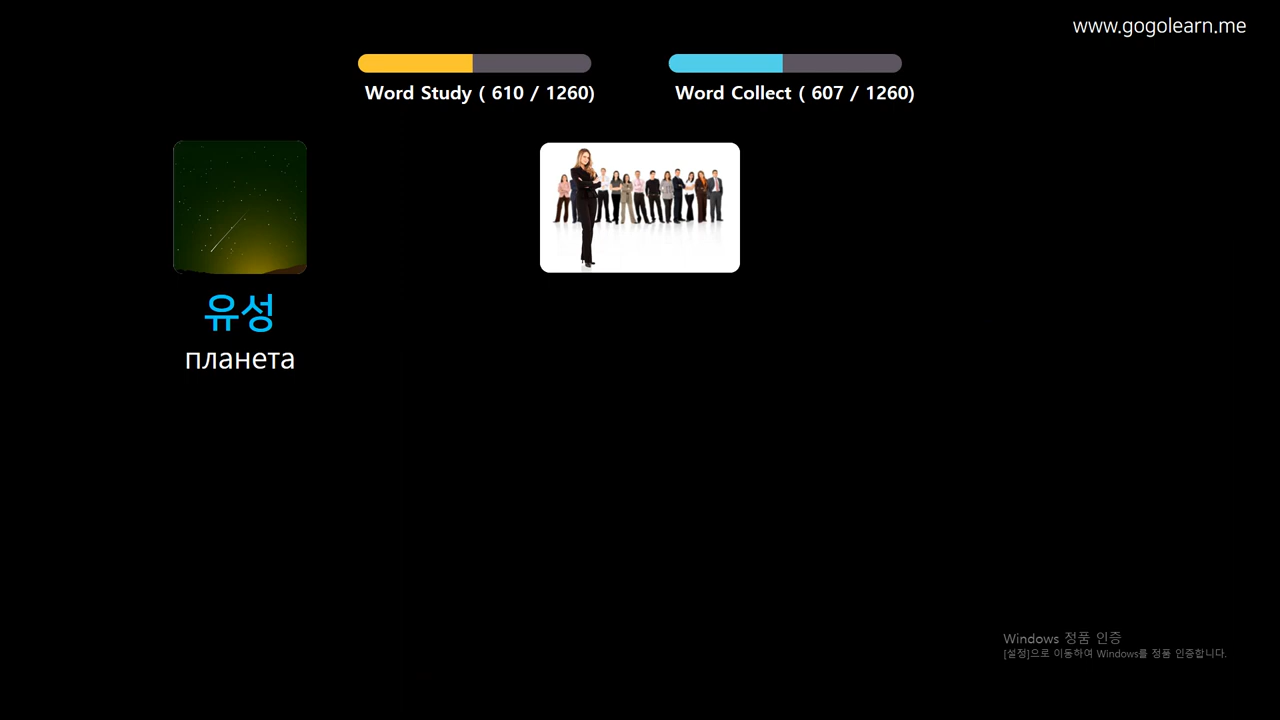 www.gogolearn.me
Word Study ( 610 / 1260)
Word Collect ( 607 / 1260)
유성
планета
Windows 정품 인증
[설정]으로 이동하여 Windows를 정품 인증합니다.